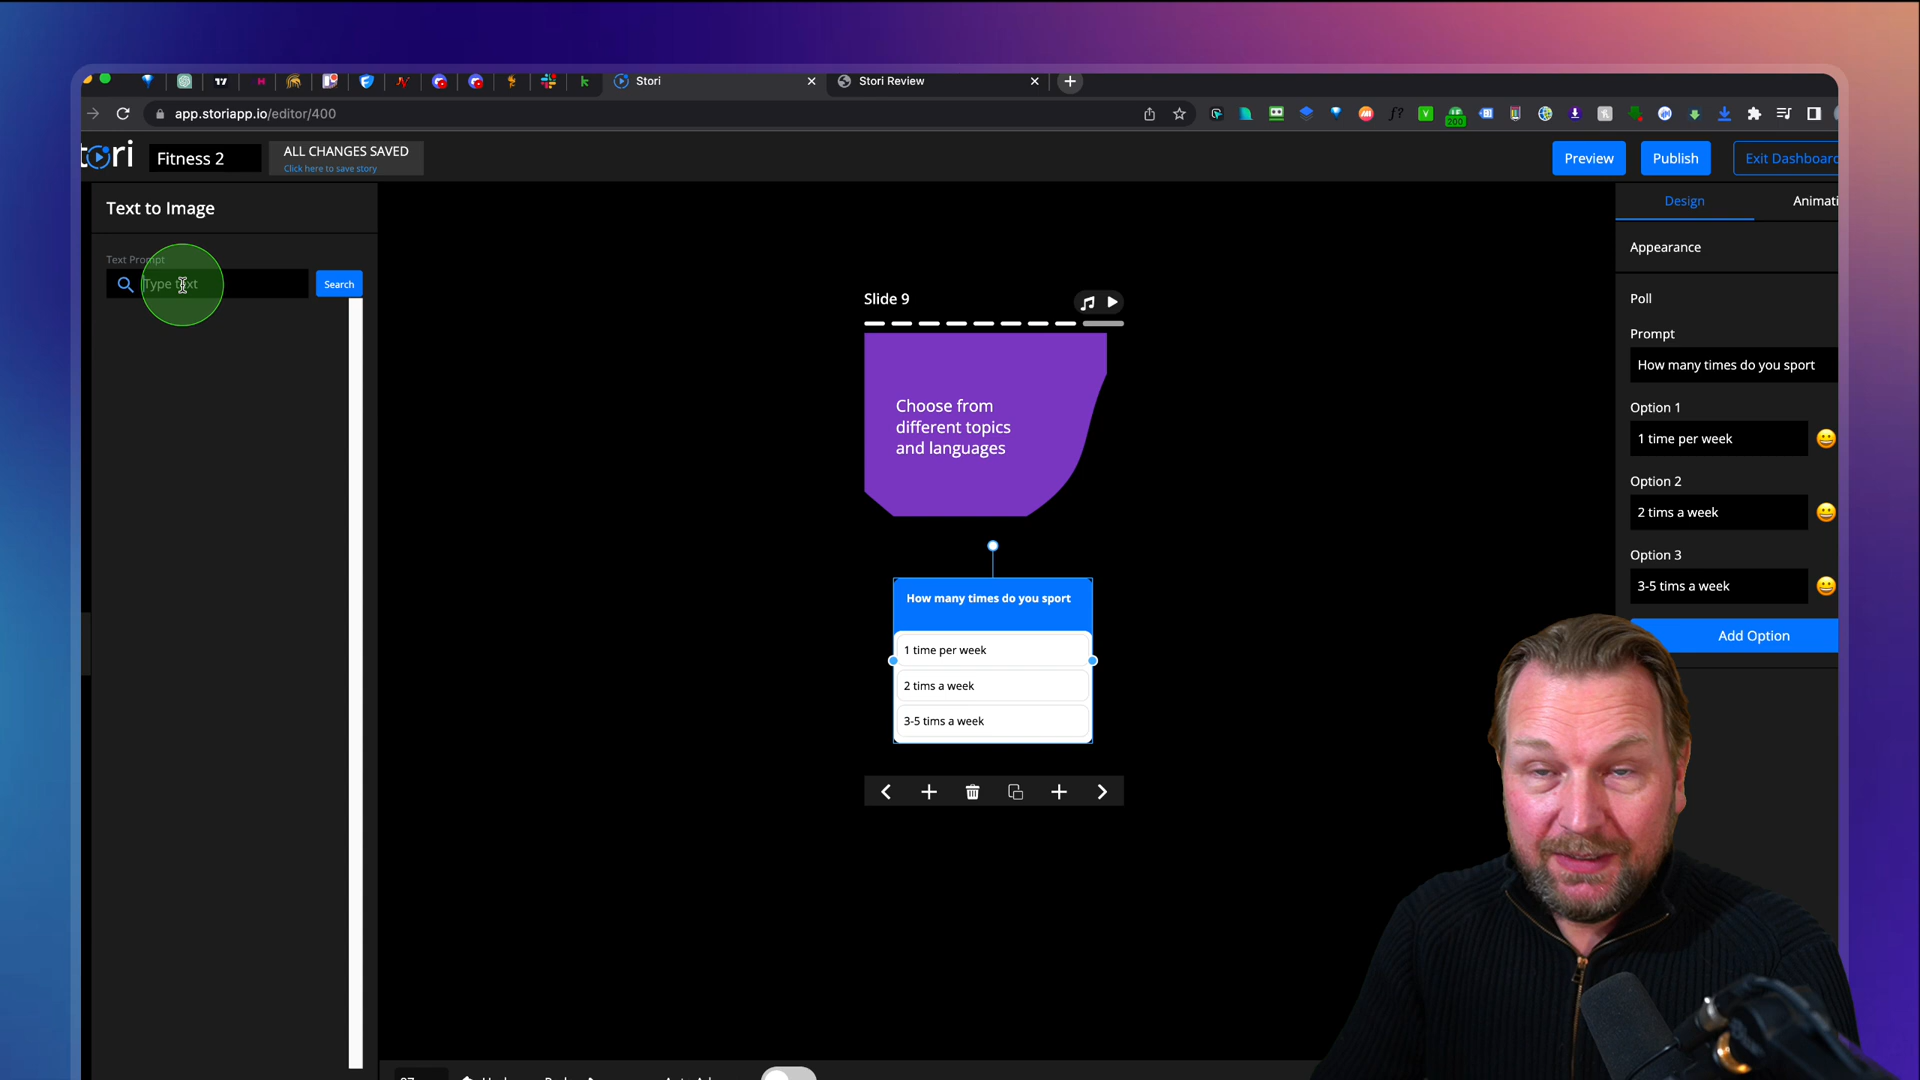 Stori
Stori Review
app.storiapp.io/editor/400
Fitness 2
ALL CHANGES SAVED
Click here to save story
Preview
Publish
Exit Dashboard
Text to Image
Text Prompt
Type text
Search
Slide 9
Choose from
different topics
and languages
How many times do you sport
1 time per week
2 tims a week
3-5 tims a week
Design
Animati
Appearance
Poll
Prompt
How many times do you sport
Option 1
1 time per week
Option 2
2 tims a week
Option 3
3-5 tims a week
Add Option